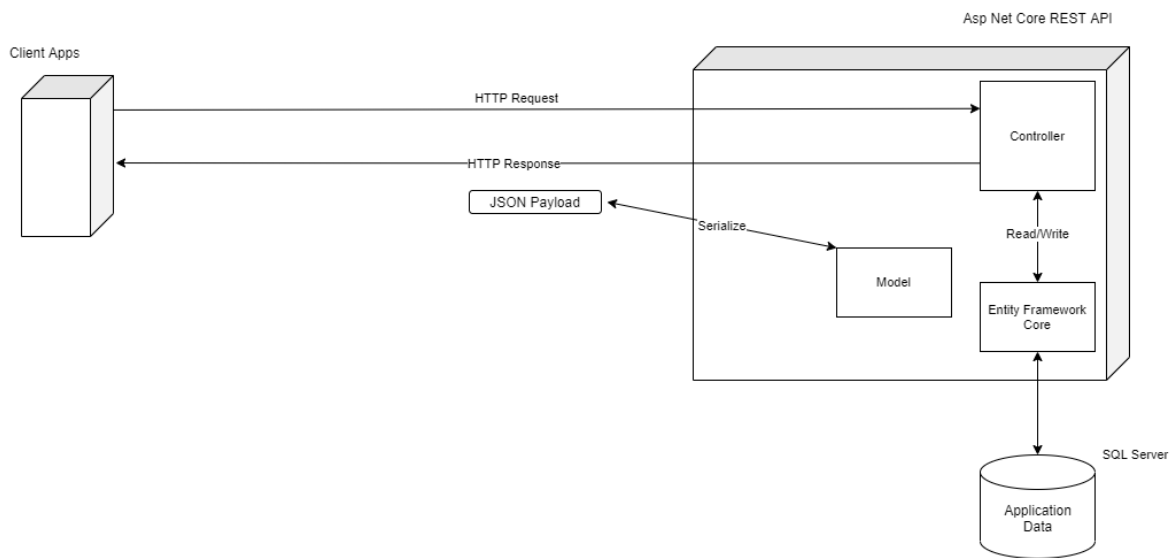 Asp Net Core REST API
Client Apps
HTTP Request
Controller
HTTP Response
JSON Payload
Serialize
Read/Write
Model
Entity Framework
Core
SQL Server
Application
Data